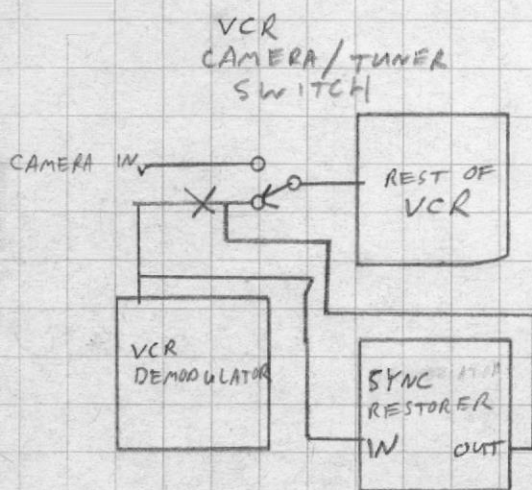 VCR
CAMERA/TUNER
SWITCH
CAMERA IN
REST OF
VCR
VCR
DEMODULATOR
SYNC
RESTORER
IN OUT